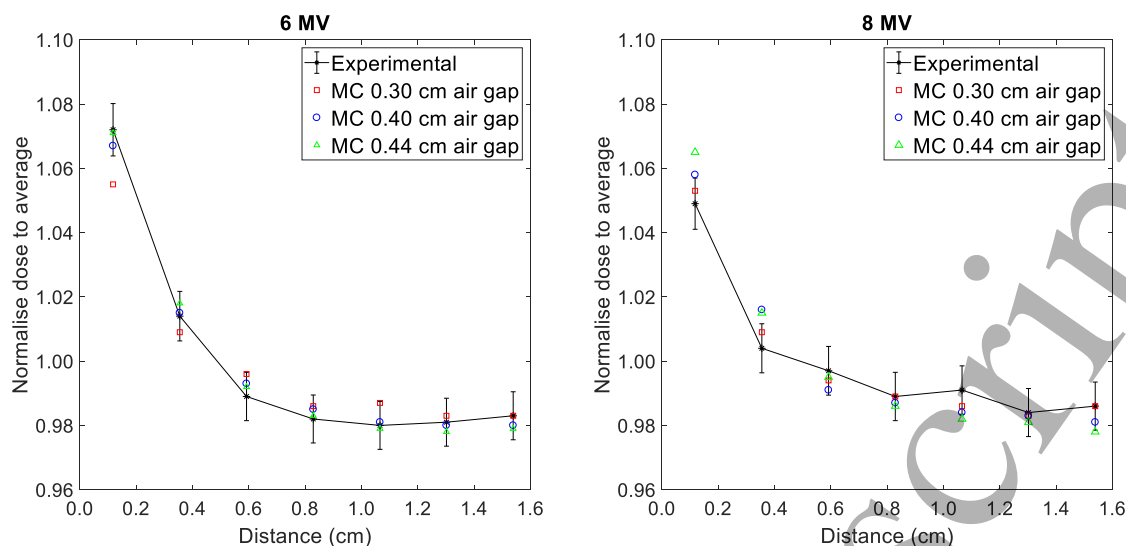 6 MV
1.10
1.08
1.06
1.04
1.02
1.00
0.98
0.96
Normalise dose to average
Experimental
MC 0.30 cm air gap
MC 0.40 cm air gap
MC 0.44 cm air gap
0.0 0.2 0.4 0.6 0.8 1.0 1.2 1.4 1.6
Distance (cm)
8 MV
1.10
1.08
1.06
1.04
1.02
1.00
0.98
0.96
Normalise dose to average
Experimental
MC 0.30 cm air gap
MC 0.40 cm air gap
MC 0.44 cm air gap
0.0 0.2 0.4 0.6 0.8 1.0 1.2 1.4 1.6
Distance (cm)